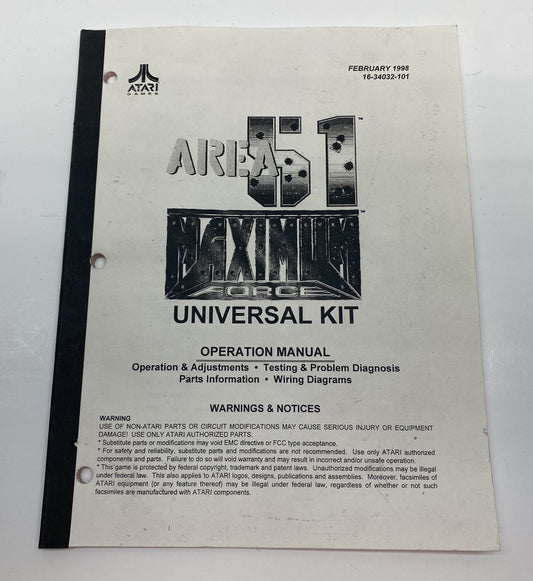 ATARI
GAMES
FEBRUARY 1998
16-34032-101
AREA 51™
MAXIMUM™
FORCE
UNIVERSAL KIT
OPERATION MANUAL
Operation & Adjustments • Testing & Problem Diagnosis
Parts Information • Wiring Diagrams
WARNINGS & NOTICES
WARNING
USE OF NON-ATARI PARTS OR CIRCUIT MODIFICATIONS MAY CAUSE SERIOUS INJURY OR EQUIPMENT
DAMAGE! USE ONLY ATARI AUTHORIZED PARTS.
* Substitute parts or modifications may void EMC directive or FCC type acceptance.
* For safety and reliability, substitute parts and modifications are not recommended. Use only ATARI authorized
components and parts. Failure to do so will void warranty and may result in incorrect and/or unsafe operation.
* This game is protected by federal copyright, trademark and patent laws. Unauthorized modifications may be illegal
under federal law. This also applies to ATARI logos, designs, publications and assemblies. Moreover, facsimiles of
ATARI equipment (or any feature thereof) may be illegal under federal law, regardless of whether or not such
facsimiles are manufactured with ATARI components.